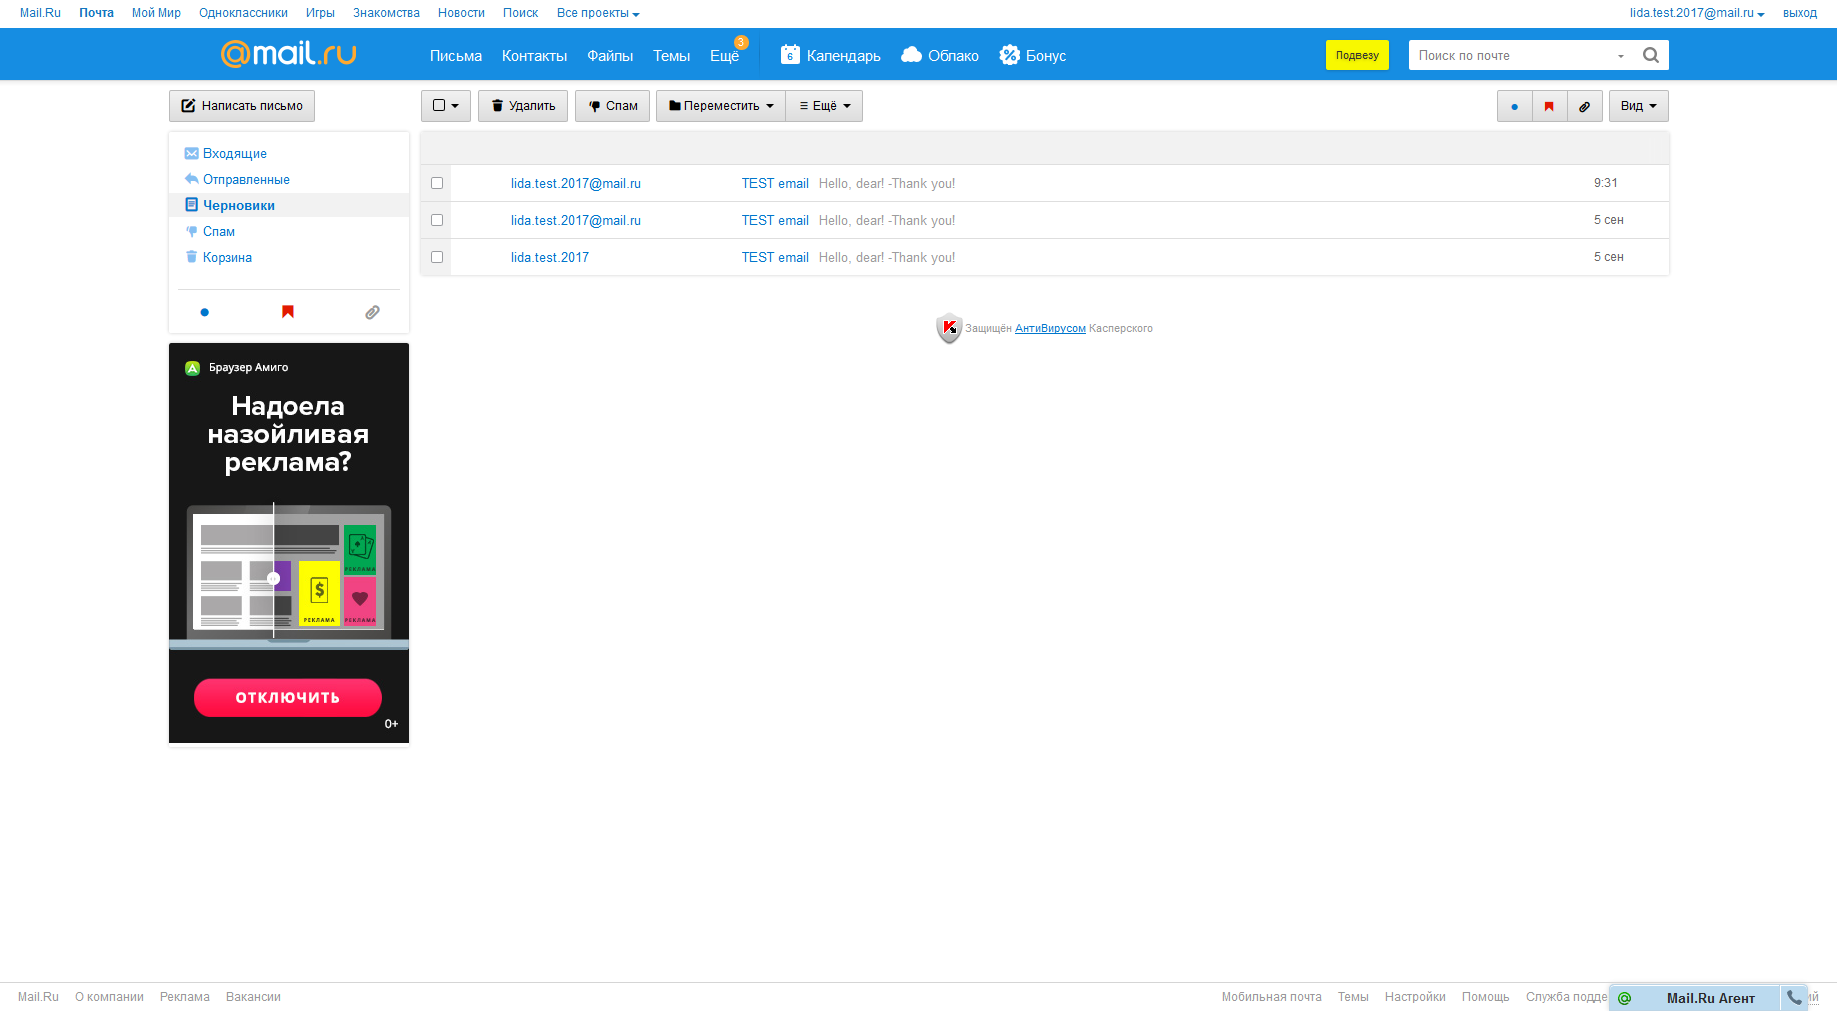 Mail.Ru Почта Мой Мир Одноклассники Игры Знакомства Новости Поиск Все проекты lida.test.2017@mail.ru выход
@mail.ru Письма Контакты Файлы Темы Ещё 3 6 Календарь Облако Бонус Подвезу Поиск по почте
Написать письмо Удалить Спам Переместить Ещё Вид
Входящие
Отправленные
Черновики
Спам
Корзина
lida.test.2017@mail.ru TEST email Hello, dear! -Thank you! 9:31
lida.test.2017@mail.ru TEST email Hello, dear! -Thank you! 5 сен
lida.test.2017 TEST email Hello, dear! -Thank you! 5 сен
Защищён АнтиВирусом Касперского
Браузер Амиго
Надоела
назойливая
реклама?
РЕКЛАМА
$
РЕКЛАМА РЕКЛАМА
ОТКЛЮЧИТЬ
0+
Mail.Ru О компании Реклама Вакансии Мобильная почта Темы Настройки Помощь Служба подде @ Mail.Ru Агент ий